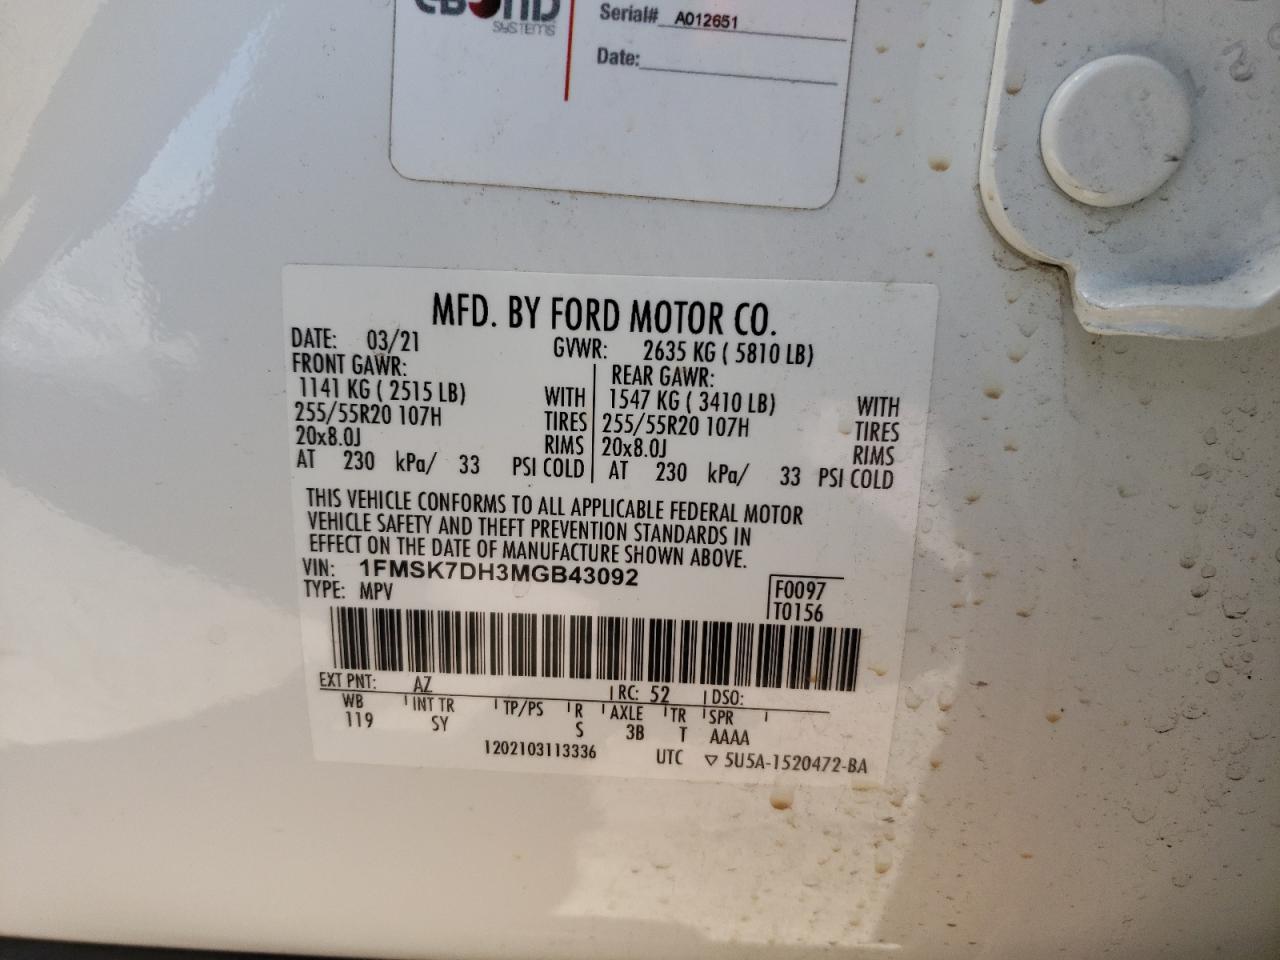 SYSTEMS
Serial# A012651
Date:
MFD. BY FORD MOTOR CO.
DATE: 03/21 GVWR: 2635 KG ( 5810 LB)
FRONT GAWR: REAR GAWR:
1141 KG ( 2515 LB) WITH 1547 KG ( 3410 LB) WITH
255/55R20 107H TIRES 255/55R20 107H TIRES
20x8.0J RIMS 20x8.0J RIMS
AT 230 kPa/ 33 PSI COLD AT 230 kPa/ 33 PSI COLD
THIS VEHICLE CONFORMS TO ALL APPLICABLE FEDERAL MOTOR
VEHICLE SAFETY AND THEFT PREVENTION STANDARDS IN
EFFECT ON THE DATE OF MANUFACTURE SHOWN ABOVE.
VIN: 1FMSK7DH3MGB43092 F0097
TYPE: MPV T0156
EXT PNT: AZ RC: 52 DSO:
WB INT TR TP/PS R AXLE TR SPR
119 SY S 3B T AAAA
1202103113336 UTC ▽ 5U5A-1520472-BA